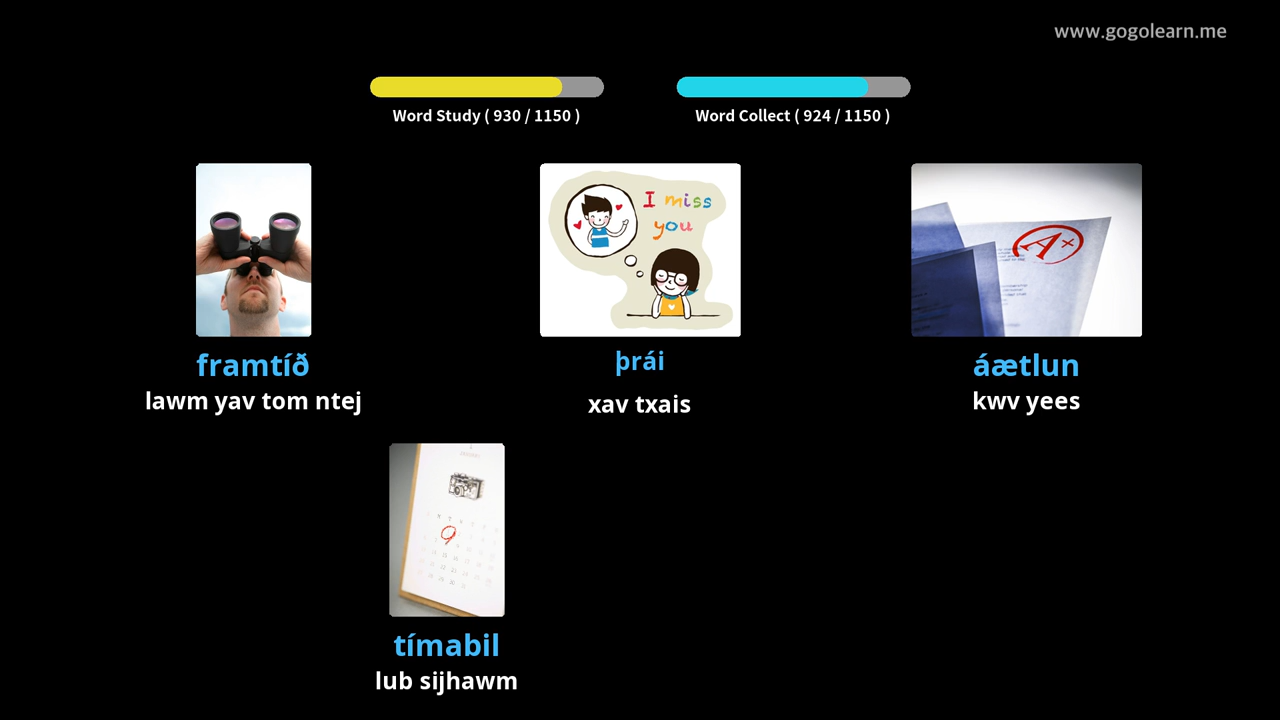 www.gogolearn.me
Word Study ( 930 / 1150 )
Word Collect ( 924 / 1150 )
I miss
you
A+
framtíð
lawm yav tom ntej
þrái
xav txais
áætlun
kwv yees
9
tímabil
lub sijhawm